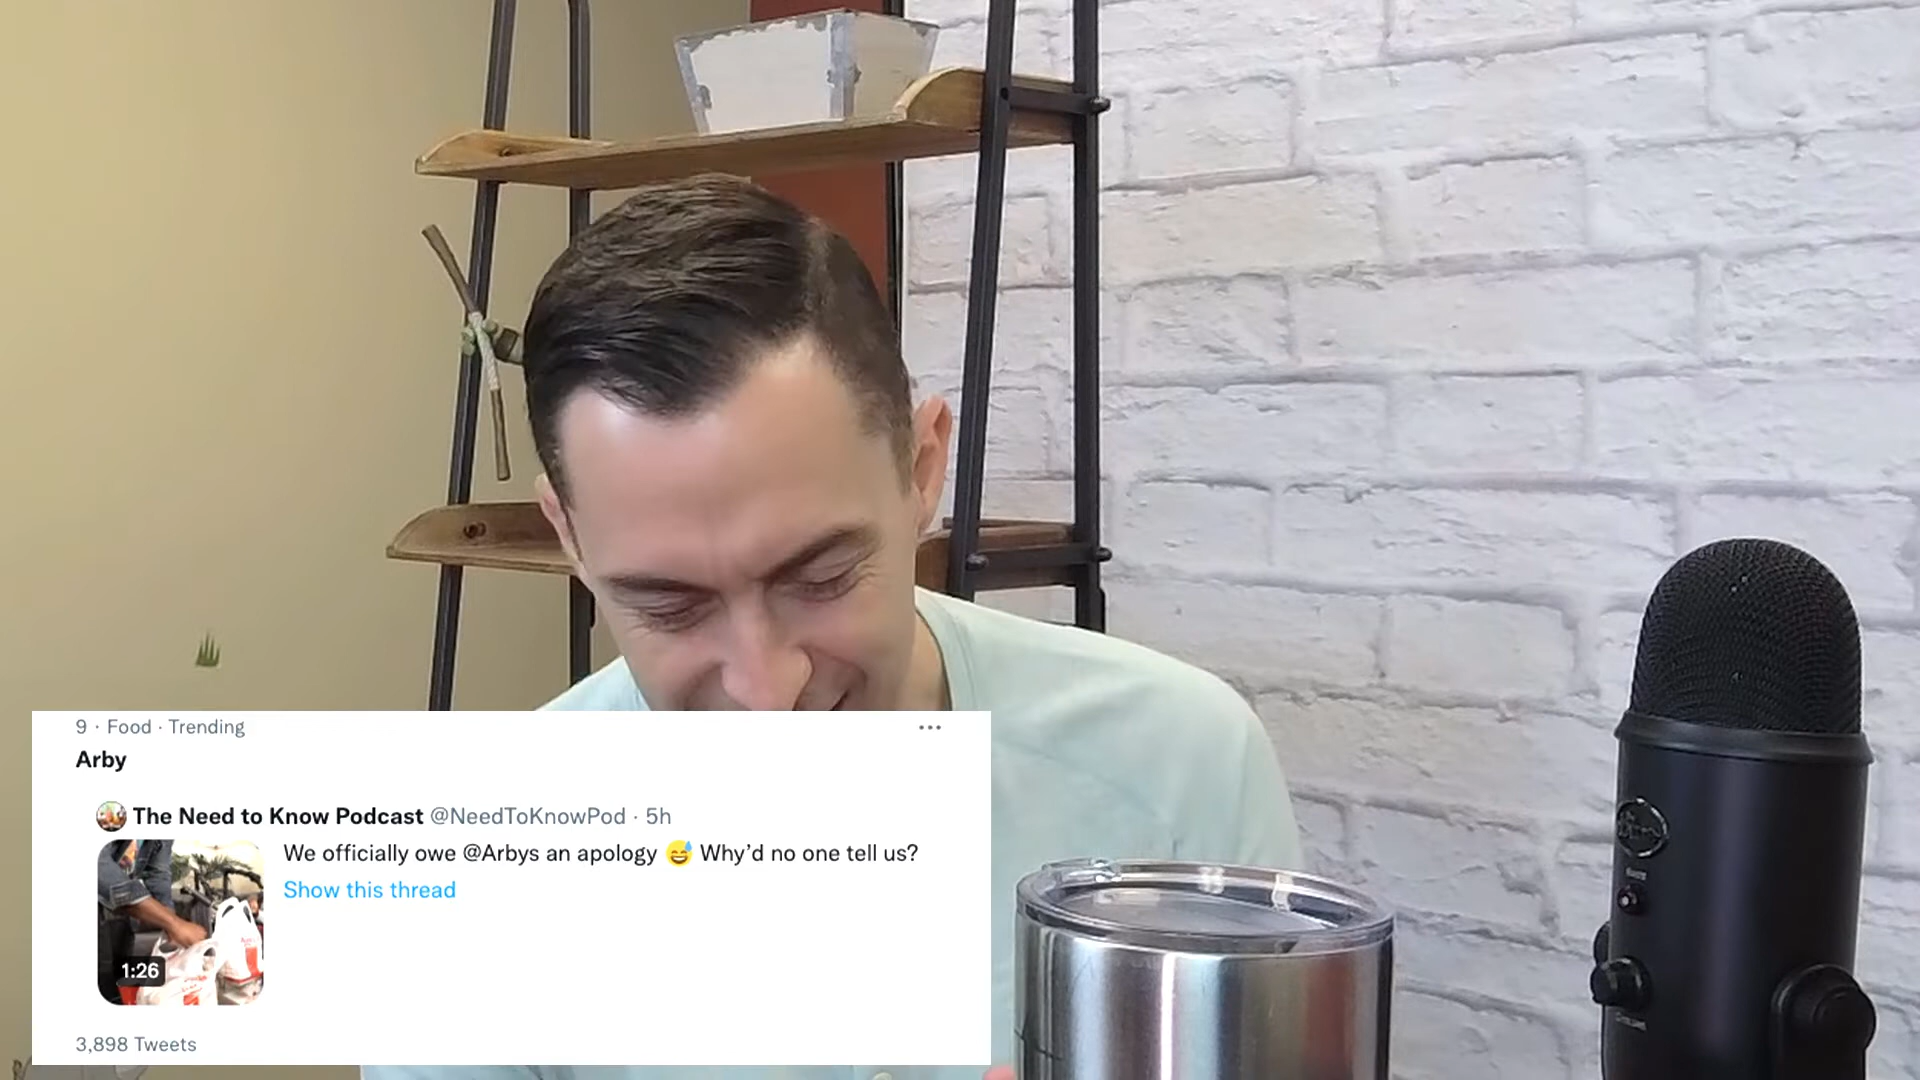 9 · Food · Trending
Arby
The Need to Know Podcast @NeedToKnowPod · 5h
We officially owe @Arbys an apology 😅 Why’d no one tell us?
Show this thread
1:26
3,898 Tweets